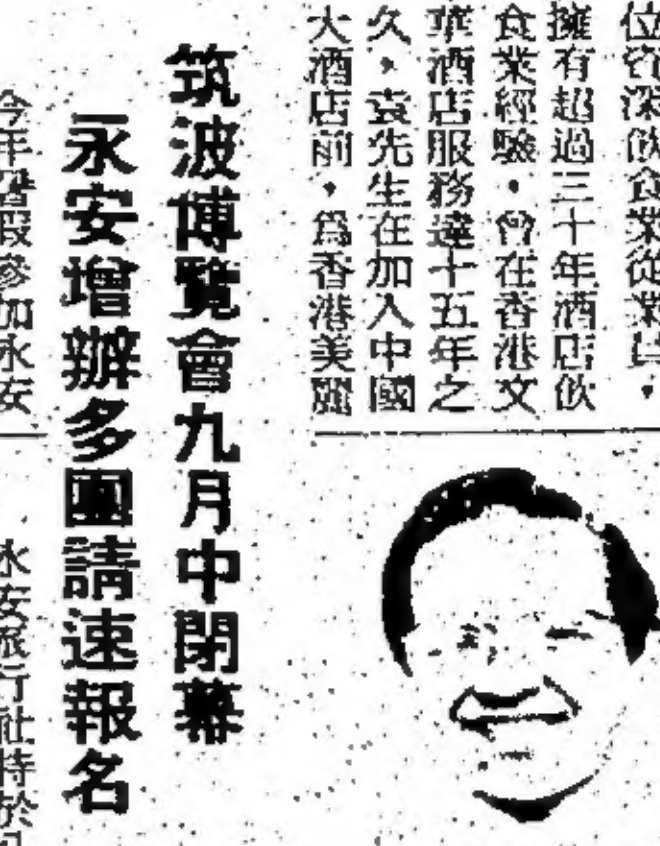 位資深飲食業從業員，
擁有超過三十年酒店飲
食業經驗。曾在香港文
華酒店服務達十五年之
久，袁先生在加入中國
大酒店前，爲香港美麗
筑波博覽會九月中閉幕
永安增辦多團請速報名
今年暑假參加永安
永安旅行社特於